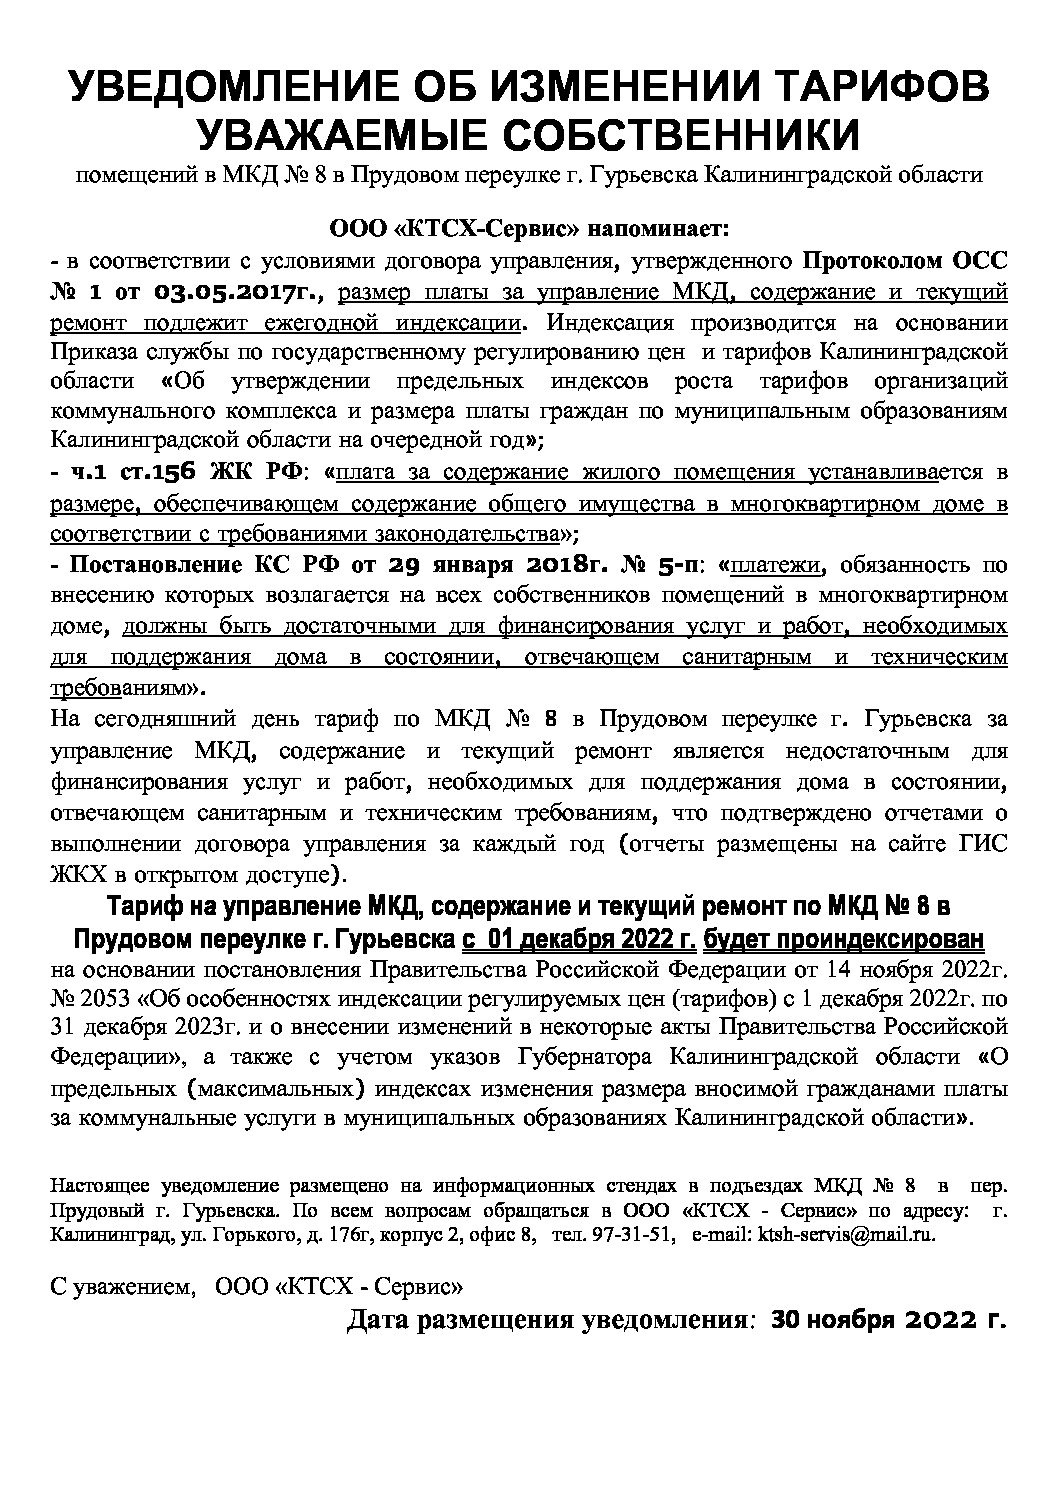 УВЕДОМЛЕНИЕ ОБ ИЗМЕНЕНИИ ТАРИФОВ
УВАЖАЕМЫЕ СОБСТВЕННИКИ
помещений в МКД № 8 в Прудовом переулке г. Гурьевска Калининградской области
ООО «КТСХ-Сервис» напоминает:
- в соответствии с условиями договора управления, утвержденного Протоколом ОСС
№ 1 от 03.05.2017г., размер платы за управление МКД, содержание и текущий
ремонт подлежит ежегодной индексации. Индексация производится на основании
Приказа службы по государственному регулированию цен и тарифов Калининградской
области «Об утверждении предельных индексов роста тарифов организаций
коммунального комплекса и размера платы граждан по муниципальным образованиям
Калининградской области на очередной год»;
- ч.1 ст.156 ЖК РФ: «плата за содержание жилого помещения устанавливается в
размере, обеспечивающем содержание общего имущества в многоквартирном доме в
соответствии с требованиями законодательства»;
- Постановление КС РФ от 29 января 2018г. № 5-п: «платежи, обязанность по
внесению которых возлагается на всех собственников помещений в многоквартирном
доме, должны быть достаточными для финансирования услуг и работ, необходимых
для поддержания дома в состоянии, отвечающем санитарным и техническим
требованиям».
На сегодняшний день тариф по МКД № 8 в Прудовом переулке г. Гурьевска за
управление МКД, содержание и текущий ремонт является недостаточным для
финансирования услуг и работ, необходимых для поддержания дома в состоянии,
отвечающем санитарным и техническим требованиям, что подтверждено отчетами о
выполнении договора управления за каждый год (отчеты размещены на сайте ГИС
ЖКХ в открытом доступе).
Тариф на управление МКД, содержание и текущий ремонт по МКД № 8 в
Прудовом переулке г. Гурьевска с 01 декабря 2022 г. будет проиндексирован
на основании постановления Правительства Российской Федерации от 14 ноября 2022г.
№ 2053 «Об особенностях индексации регулируемых цен (тарифов) с 1 декабря 2022г. по
31 декабря 2023г. и о внесении изменений в некоторые акты Правительства Российской
Федерации», а также с учетом указов Губернатора Калининградской области «О
предельных (максимальных) индексах изменения размера вносимой гражданами платы
за коммунальные услуги в муниципальных образованиях Калининградской области».
Настоящее уведомление размещено на информационных стендах в подъездах МКД № 8 в пер.
Прудовый г. Гурьевска. По всем вопросам обращаться в ООО «КТСХ - Сервис» по адресу: г.
Калининград, ул. Горького, д. 176г, корпус 2, офис 8, тел. 97-31-51, e-mail: ktsh-servis@mail.ru.
С уважением, ООО «КТСХ - Сервис»
Дата размещения уведомления: 30 ноября 2022 г.